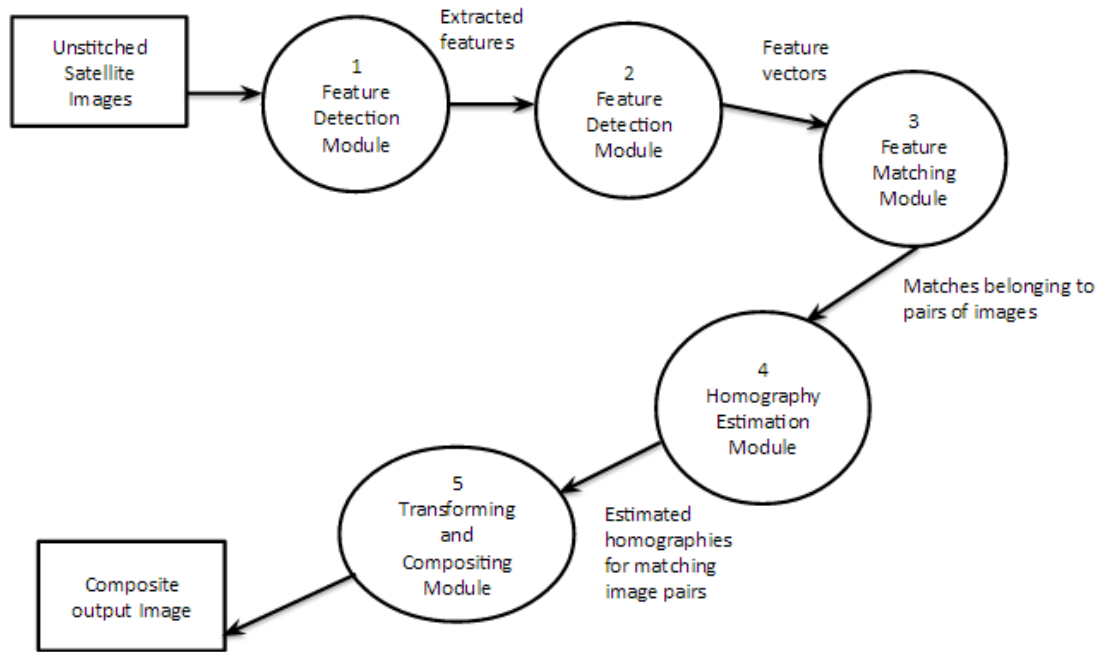 Unstitched
Satellite
Images
1
Feature
Detection
Module
Extracted
features
2
Feature
Detection
Module
Feature
vectors
3
Feature
Matching
Module
Matches belonging to
pairs of images
4
Homography
Estimation
Module
Estimated
homographies
for matching
image pairs
5
Transforming
and
Compositing
Module
Composite
output Image